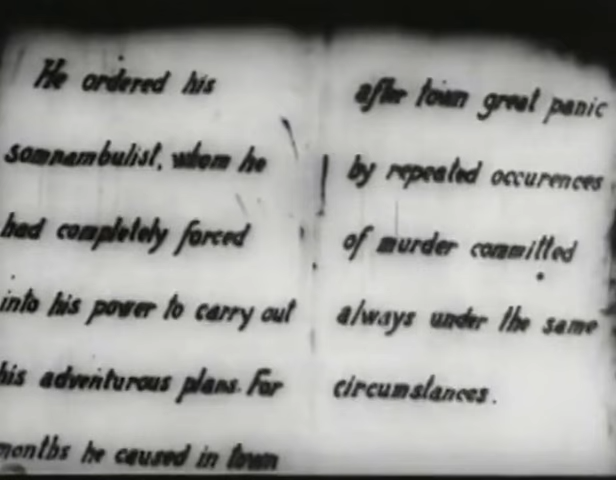 He ordered his
somnambulist, whom he
had completely forced
into his power to carry out
his adventurous plans. For
months he caused in town
after town great panic
by repeated occurences
of murder committed
always under the same
circumstances.